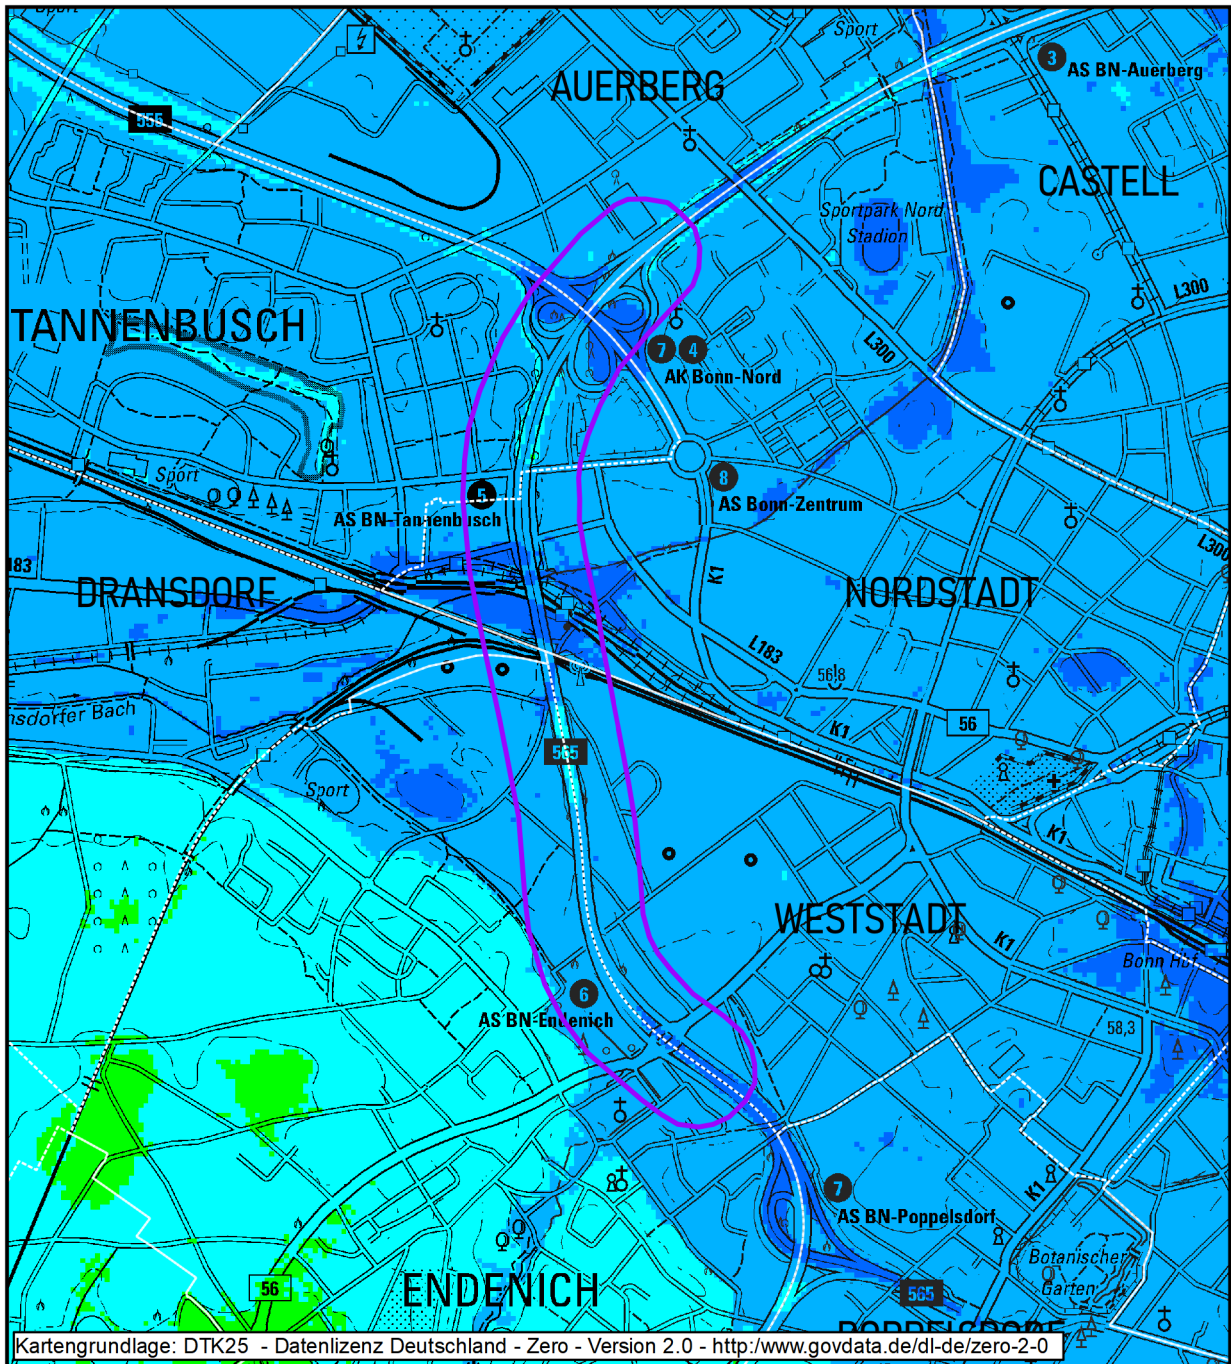 Sport
Sport
3
AS BN-Auerberg
AUERBERG
555
CASTELL
Sportpark Nord
Stadion
L300
TANNENBUSCH
L300
7 4
AK Bonn-Nord
Sport
8
AS Bonn-Zentrum
5
AS BN-Tannenbusch
L300
183
DRANSDORF
K1
NORDSTADT
L183
56,8
nsdorfer Bach
56
K1
565
Sport
K1
WESTSTADT
K1
Bonn Hbf
6
AS BN-Endenich
58,3
7
K1
AS BN-Poppelsdorf
Botanischer
Garten
56
ENDENICH
565
POPPELSDORF
Kartengrundlage: DTK25 - Datenlizenz Deutschland - Zero - Version 2.0 - http:/www.govdata.de/dl-de/zero-2-0